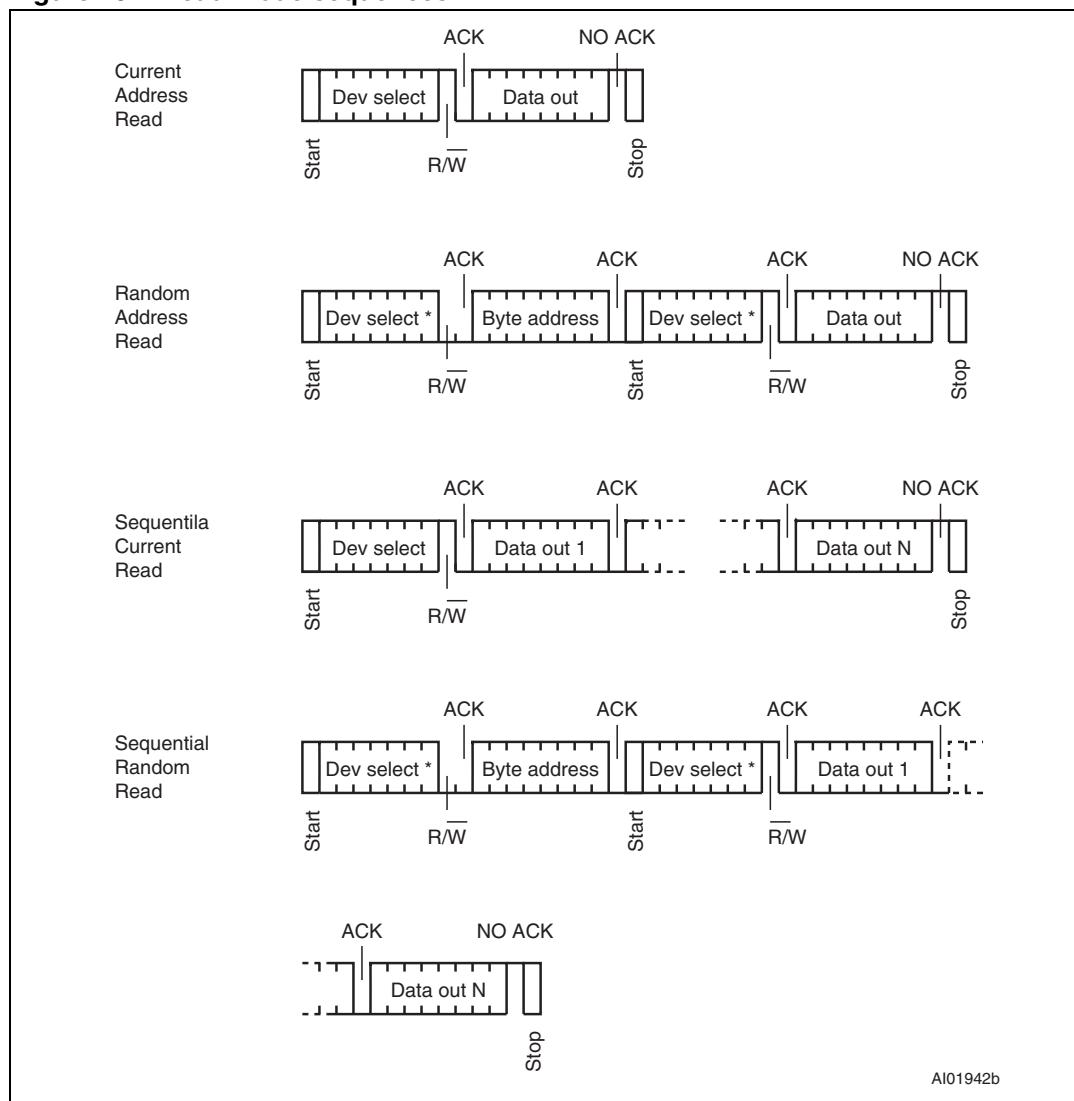 ACK NO ACK
Current
Address
Read
Dev select Data out
Start R/W Stop
ACK ACK ACK NO ACK
Random
Address
Read
Dev select * Byte address Dev select * Data out
Start R/W Start R/W Stop
ACK ACK ACK NO ACK
Sequentila
Current
Read
Dev select Data out 1 Data out N
Start R/W Stop
ACK ACK ACK ACK
Sequential
Random
Read
Dev select * Byte address Dev select * Data out 1
Start R/W Start R/W
ACK NO ACK
Data out N
Stop
AI01942b